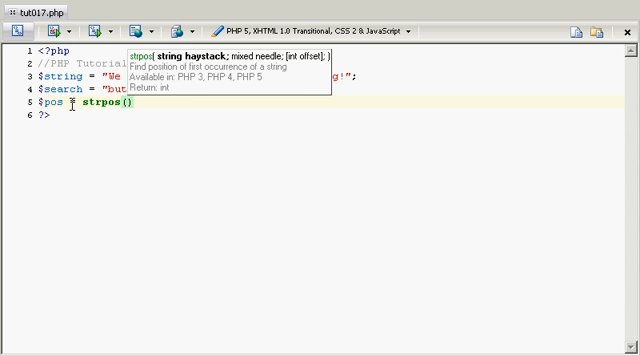 tut017.php
PHP 5, XHTML 1.0 Transitional, CSS 2 & JavaScript
1 <?php
2 //PHP Tutorial
3 $string = "We g!";
4 $search = "but
5 $pos = strpos()
6 ?>
strpos( string haystack; mixed needle; [int offset]; )
Find position of first occurrence of a string
Available in: PHP 3, PHP 4, PHP 5
Return: int